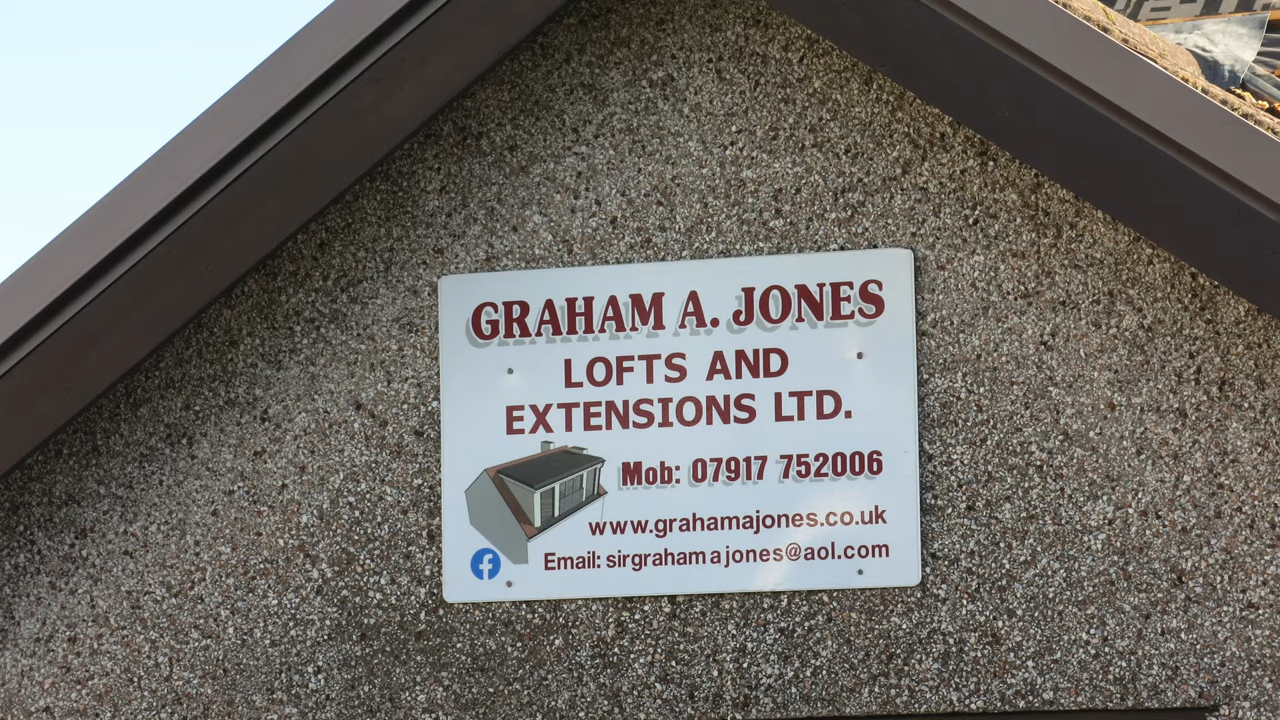 GRAHAM A. JONES
LOFTS AND
EXTENSIONS LTD.
Mob: 07917 752006
www.grahamajones.co.uk
Email: sirgrahamajones@aol.com